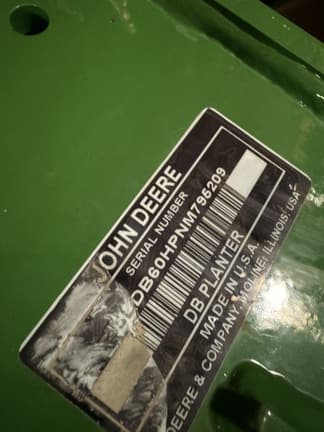 JOHN DEERE
SERIAL NUMBER
DB60HPNM795209
DB PLANTER
MADE IN U.S.A.
DEERE & COMPANY, MOLINE, ILLINOIS, USA